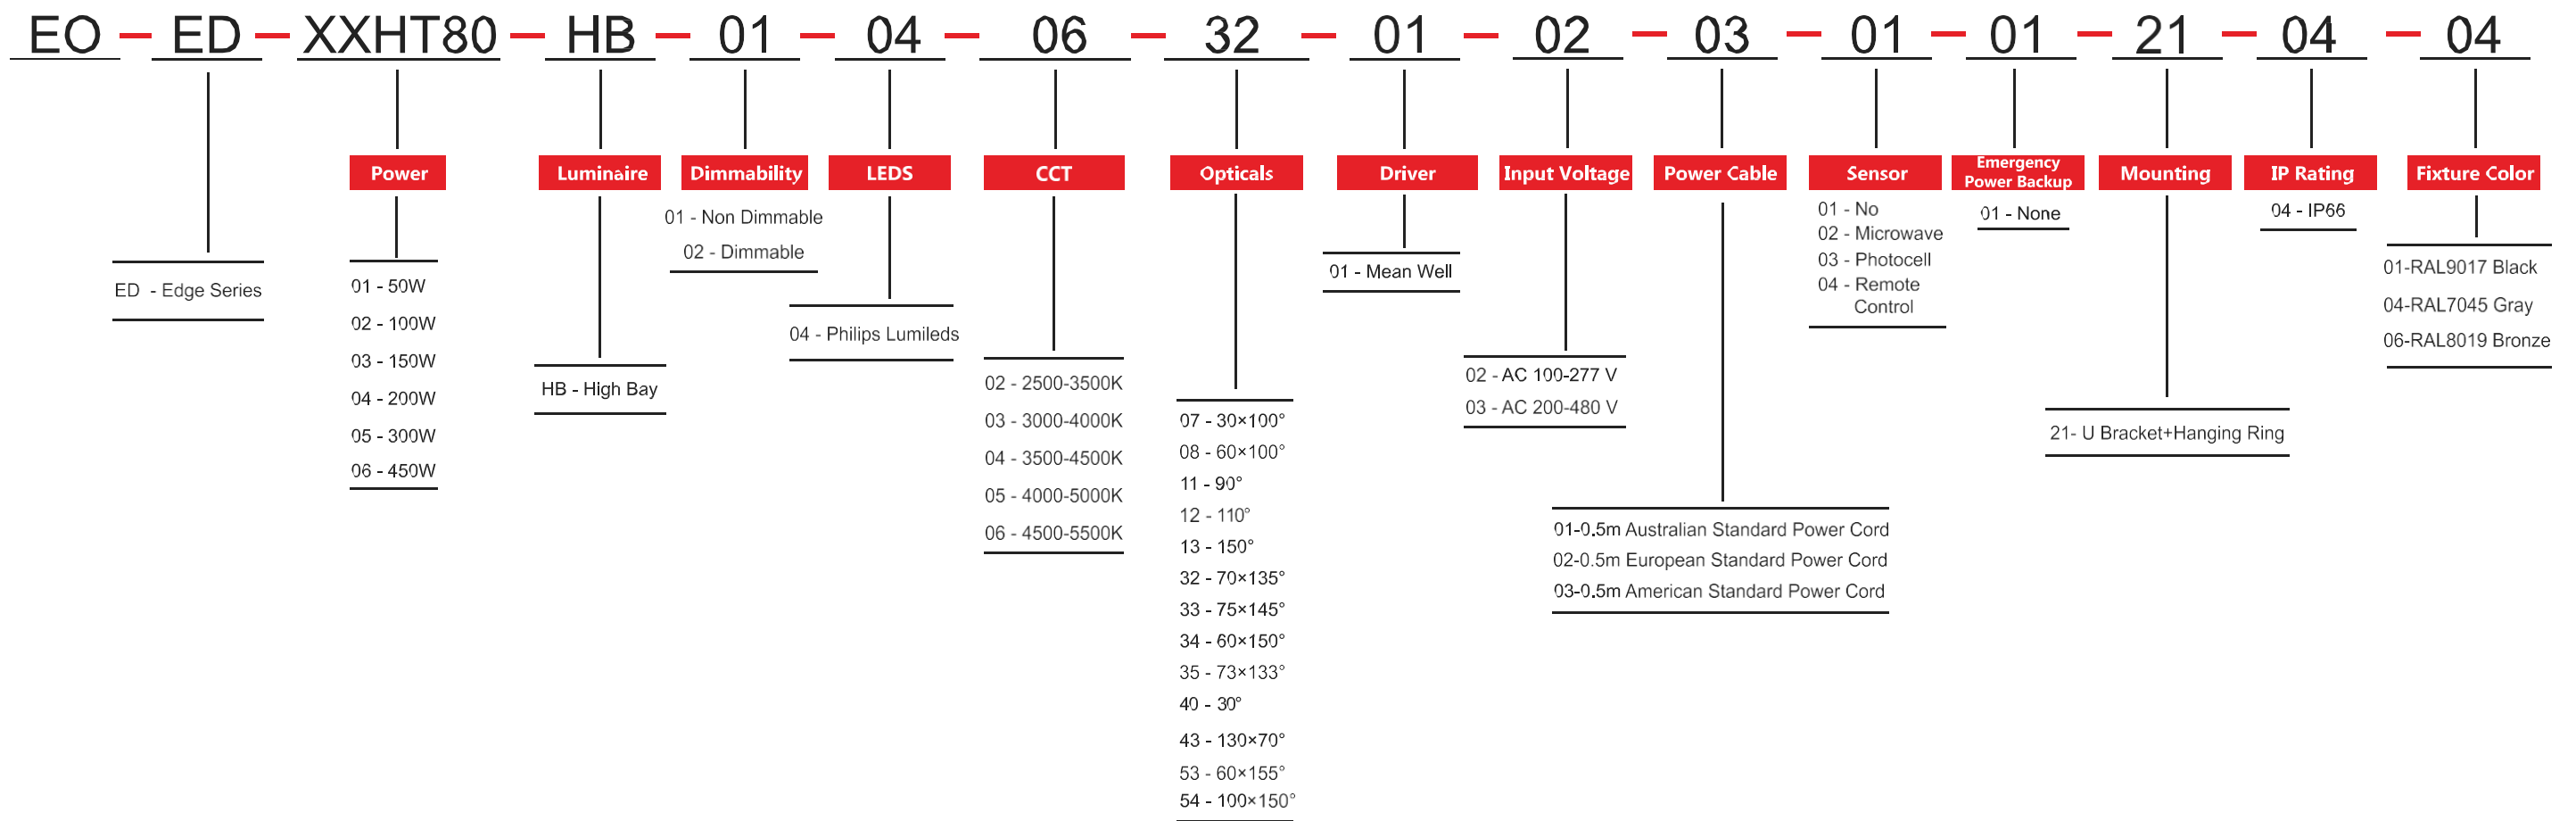 EO — ED — XXHT80 — HB — 01 — 04 — 06 — 32 — 01 — 02 — 03 — 01 — 01 — 21 — 04 — 04
Power
Luminaire
Dimmability
LEDS
CCT
Opticals
Driver
Input Voltage
Power Cable
Sensor
Emergency
Power Backup
Mounting
IP Rating
Fixture Color
ED - Edge Series
01 - 50W
02 - 100W
03 - 150W
04 - 200W
05 - 300W
06 - 450W
HB - High Bay
01 - Non Dimmable
02 - Dimmable
04 - Philips Lumileds
02 - 2500-3500K
03 - 3000-4000K
04 - 3500-4500K
05 - 4000-5000K
06 - 4500-5500K
07 - 30×100°
08 - 60×100°
11 - 90°
12 - 110°
13 - 150°
32 - 70×135°
33 - 75×145°
34 - 60×150°
35 - 73×133°
40 - 30°
43 - 130×70°
53 - 60×155°
54 - 100×150°
01 - Mean Well
02 - AC 100-277 V
03 - AC 200-480 V
01-0.5m Australian Standard Power Cord
02-0.5m European Standard Power Cord
03-0.5m American Standard Power Cord
01 - No
02 - Microwave
03 - Photocell
04 - Remote
Control
01 - None
21- U Bracket+Hanging Ring
04 - IP66
01-RAL9017 Black
04-RAL7045 Gray
06-RAL8019 Bronze